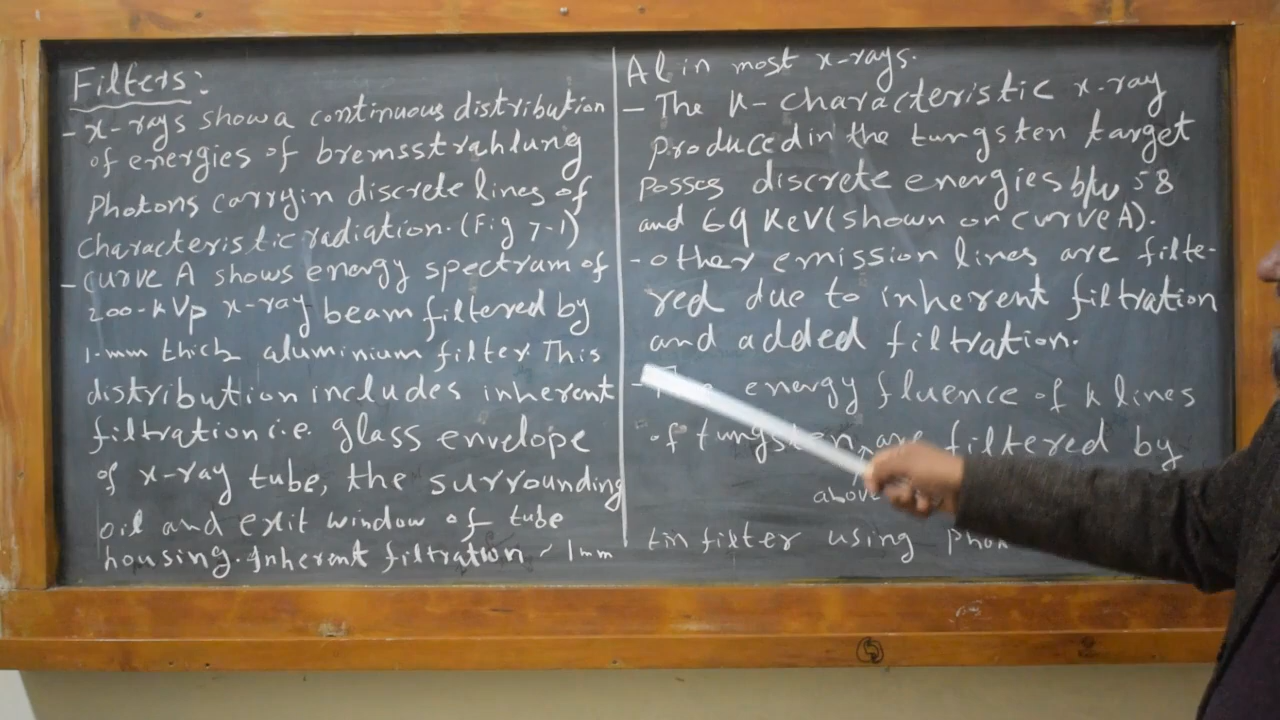 Filters:
- x-rays show a continuous distribution
of energies of bremsstrahlung
photons carryin discrete lines of
characteristic radiation. (Fig 7-1)
- curve A shows energy spectrum of
200-kVp x-ray beam filtered by
1-mm thick aluminium filter. This
distribution includes inherent
filtration i.e. glass envelope
of x-ray tube, the surrounding
oil and exit window of tube
housing. Inherent filtration ~ 1mm
Al in most x-rays.
- The K-characteristic x-ray
produced in the tungsten target
posses discrete energies b/w 58
and 69 KeV (shown on curve A).
- other emission lines are filte-
red due to inherent filtration
and added filtration.
- energy fluence of K lines
of tungsten are filtered by
above
tin filter using